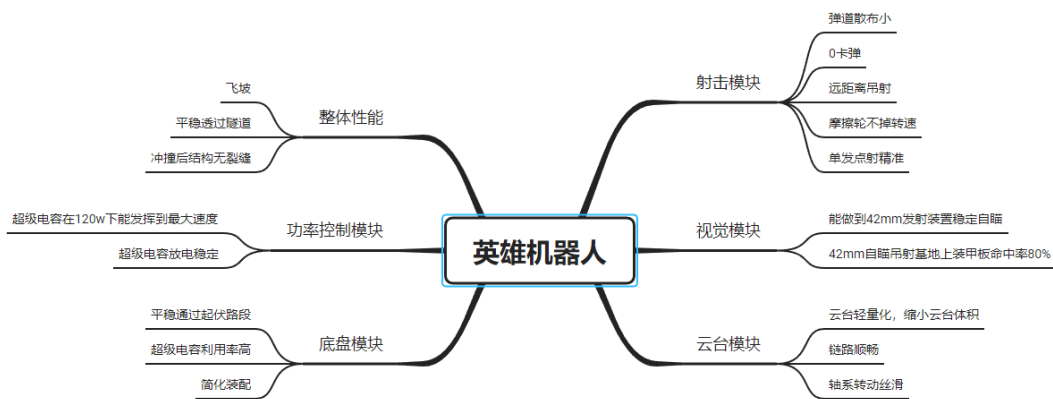 英雄机器人
射击模块
弹道散布小
0卡弹
远距离吊射
摩擦轮不掉转速
单发点射精准
视觉模块
能做到42mm发射装置稳定自瞄
42mm自瞄吊射基地上装甲板命中率80%
云台模块
云台轻量化，缩小云台体积
链路顺畅
轴系转动丝滑
整体性能
飞坡
平稳透过隧道
冲撞后结构无裂缝
功率控制模块
超级电容在120w下能发挥到最大速度
超级电容放电稳定
底盘模块
平稳通过起伏路段
超级电容利用率高
简化装配